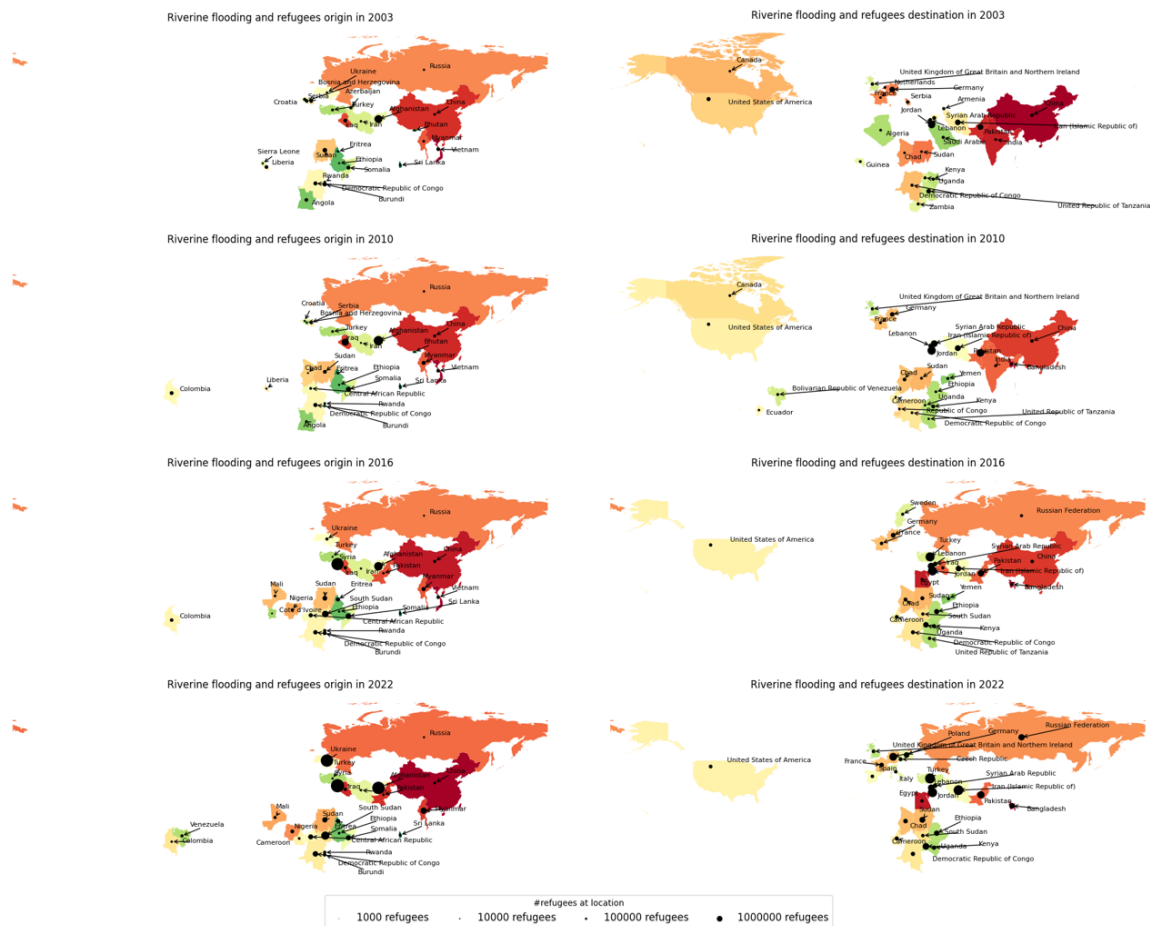 Riverine flooding and refugees origin in 2003
Russia
Ukraine
Bosnia and Herzegovina
Serbia
Azerbaijan
Croatia
Turkey
Afghanistan
China
Iraq
Iran
Bhutan
Myanmar
Eritrea
Vietnam
Sudan
Sierra Leone
Liberia
Ethiopia
Sri Lanka
Somalia
Rwanda
Democratic Republic of Congo
Burundi
Angola
Riverine flooding and refugees destination in 2003
Canada
United Kingdom of Great Britain and Northern Ireland
Netherlands
Germany
France
United States of America
Serbia
Armenia
Jordan
Syrian Arab Republic
Iran (Islamic Republic of)
Lebanon
Pakistan
Algeria
Saudi Arabia
India
Chad
Sudan
Guinea
Kenya
Uganda
Democratic Republic of Congo
United Republic of Tanzania
Zambia
Riverine flooding and refugees origin in 2010
Russia
Croatia
Serbia
Bosnia and Herzegovina
Turkey
Afghanistan
China
Iraq
Iran
Bhutan
Sudan
Myanmar
Chad
Eritrea
Ethiopia
Vietnam
Somalia
Sri Lanka
Liberia
Colombia
Central African Republic
Rwanda
Democratic Republic of Congo
Angola
Burundi
Riverine flooding and refugees destination in 2010
Canada
United Kingdom of Great Britain and Northern Ireland
Germany
France
United States of America
Syrian Arab Republic
China
Lebanon
Iran (Islamic Republic of)
Jordan
Pakistan
India
Bangladesh
Chad
Sudan
Yemen
Ethiopia
Bolivarian Republic of Venezuela
Uganda
Cameroon
Kenya
Ecuador
Republic of Congo
United Republic of Tanzania
Democratic Republic of Congo
Riverine flooding and refugees origin in 2016
Russia
Ukraine
Turkey
Syria
Afghanistan
China
Iraq
Pakistan
Mali
Sudan
Eritrea
Myanmar
Vietnam
Nigeria
South Sudan
Sri Lanka
Cote d'Ivoire
Ethiopia
Somalia
Colombia
Central African Republic
Rwanda
Democratic Republic of Congo
Burundi
Riverine flooding and refugees destination in 2016
Sweden
Russian Federation
Germany
France
United States of America
Turkey
Syrian Arab Republic
Lebanon
China
Iraq
Pakistan
Iran (Islamic Republic of)
Jordan
Egypt
Bangladesh
Sudan
Yemen
Chad
Ethiopia
South Sudan
Cameroon
Kenya
Uganda
Democratic Republic of Congo
United Republic of Tanzania
Riverine flooding and refugees origin in 2022
Russia
Ukraine
Turkey
Syria
Afghanistan
China
Iraq
Pakistan
Mali
South Sudan
Sudan
Myanmar
Ethiopia
Venezuela
Nigeria
Eritrea
Somalia
Sri Lanka
Colombia
Cameroon
Central African Republic
Rwanda
Democratic Republic of Congo
Burundi
Riverine flooding and refugees destination in 2022
Poland
Germany
Russian Federation
United Kingdom of Great Britain and Northern Ireland
France
Czech Republic
United States of America
Spain
Italy
Turkey
Syrian Arab Republic
Lebanon
Iran (Islamic Republic of)
Egypt
Jordan
Pakistan
Bangladesh
Sudan
Ethiopia
Chad
South Sudan
Cameroon
Uganda
Kenya
Democratic Republic of Congo
#refugees at location
1000 refugees
10000 refugees
100000 refugees
1000000 refugees